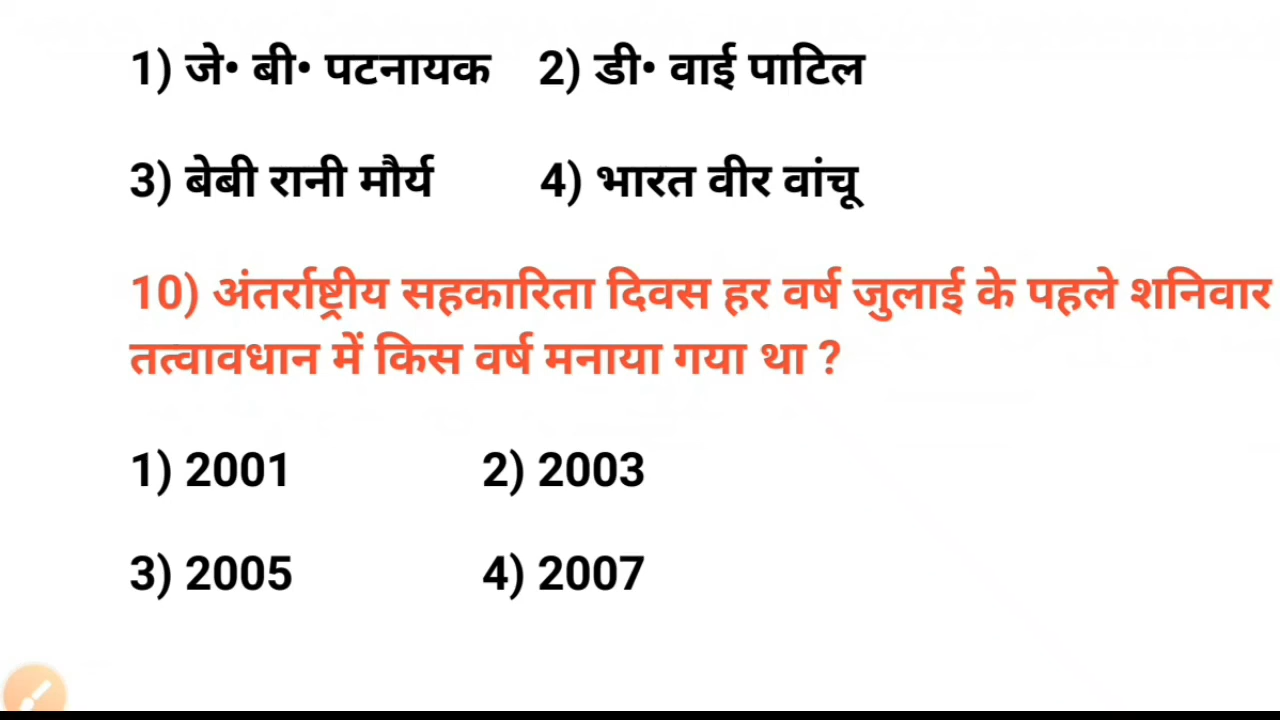 1) जे• बी• पटनायक 2) डी• वाई पाटिल
3) बेबी रानी मौर्य 4) भारत वीर वांचू
10) अंतर्राष्ट्रीय सहकारिता दिवस हर वर्ष जुलाई के पहले शनिवार
तत्वावधान में किस वर्ष मनाया गया था ?
1) 2001 2) 2003
3) 2005 4) 2007